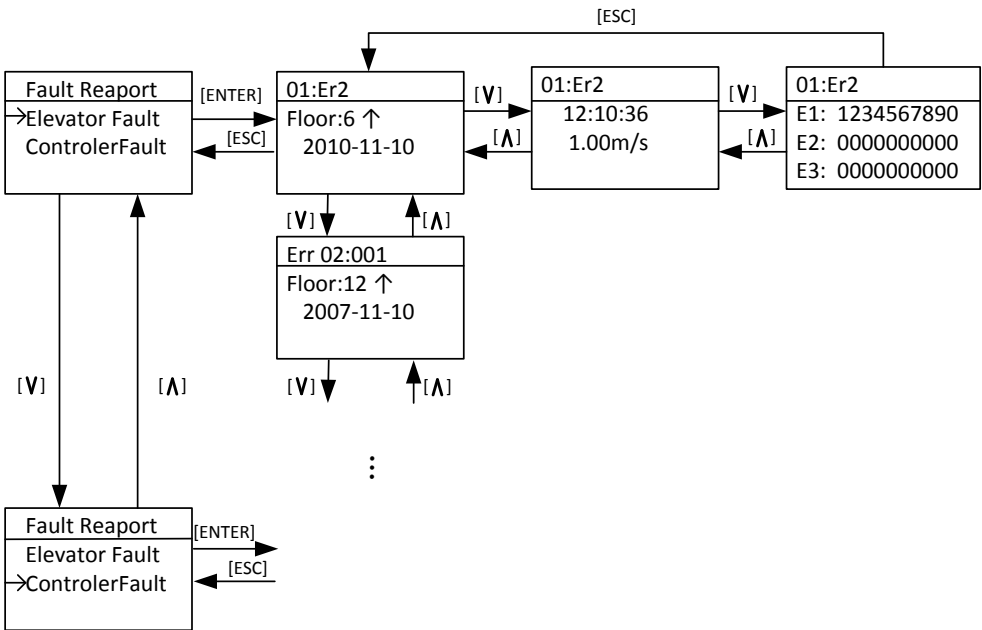 [ESC]
Fault Reaport
→Elevator Fault
ControlerFault
[ENTER]
[ESC]
01:Er2
Floor:6 ↑
2010-11-10
[∨]
[∧]
01:Er2
12:10:36
1.00m/s
[∨]
[∧]
01:Er2
E1: 1234567890
E2: 0000000000
E3: 0000000000
[∨]
[∧]
Err 02:001
Floor:12 ↑
2007-11-10
[∨]
[∧]
[∨]
[∧]
⋮
Fault Reaport
Elevator Fault
→ControlerFault
[ENTER]
[ESC]